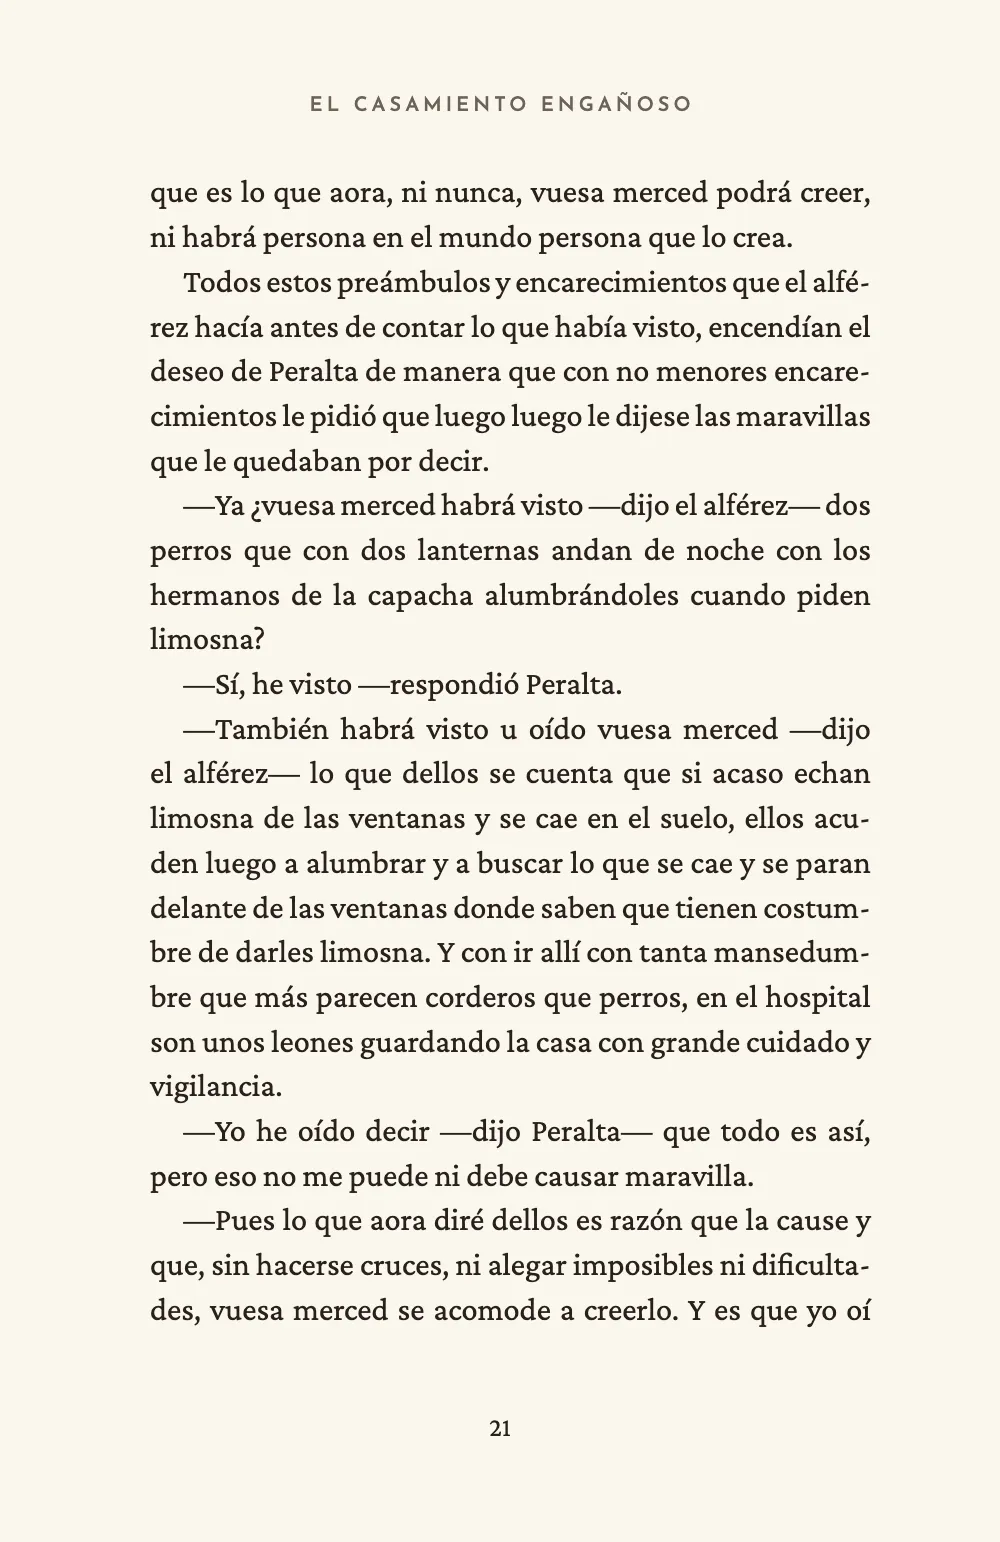 EL CASAMIENTO ENGAÑOSO
que es lo que aora, ni nunca, vuesa merced podrá creer,
ni habrá persona en el mundo persona que lo crea.
Todos estos preámbulos y encarecimientos que el alfé-
rez hacía antes de contar lo que había visto, encendían el
deseo de Peralta de manera que con no menores encare-
cimientos le pidió que luego luego le dijese las maravillas
que le quedaban por decir.
—Ya ¿vuesa merced habrá visto —dijo el alférez— dos
perros que con dos lanternas andan de noche con los
hermanos de la capacha alumbrándoles cuando piden
limosna?
—Sí, he visto —respondió Peralta.
—También habrá visto u oído vuesa merced —dijo
el alférez— lo que dellos se cuenta que si acaso echan
limosna de las ventanas y se cae en el suelo, ellos acu-
den luego a alumbrar y a buscar lo que se cae y se paran
delante de las ventanas donde saben que tienen costum-
bre de darles limosna. Y con ir allí con tanta mansedum-
bre que más parecen corderos que perros, en el hospital
son unos leones guardando la casa con grande cuidado y
vigilancia.
—Yo he oído decir —dijo Peralta— que todo es así,
pero eso no me puede ni debe causar maravilla.
—Pues lo que aora diré dellos es razón que la cause y
que, sin hacerse cruces, ni alegar imposibles ni dificulta-
des, vuesa merced se acomode a creerlo. Y es que yo oí
21